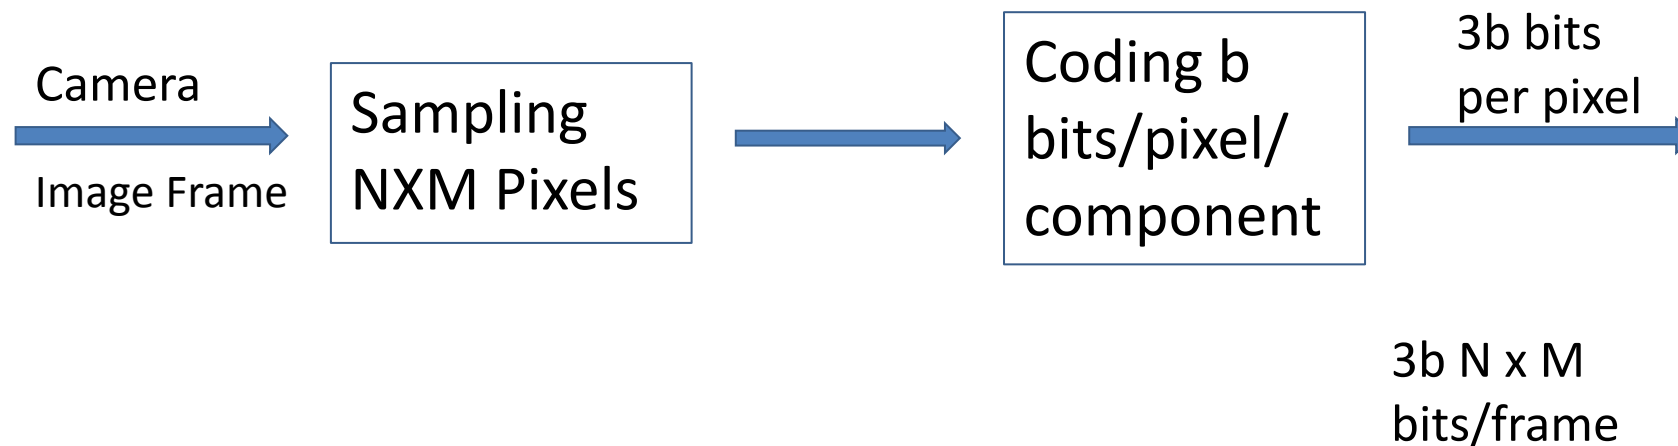 Camera
Image Frame
Sampling
NXM Pixels
Coding b
bits/pixel/
component
3b bits
per pixel
3b N x M
bits/frame